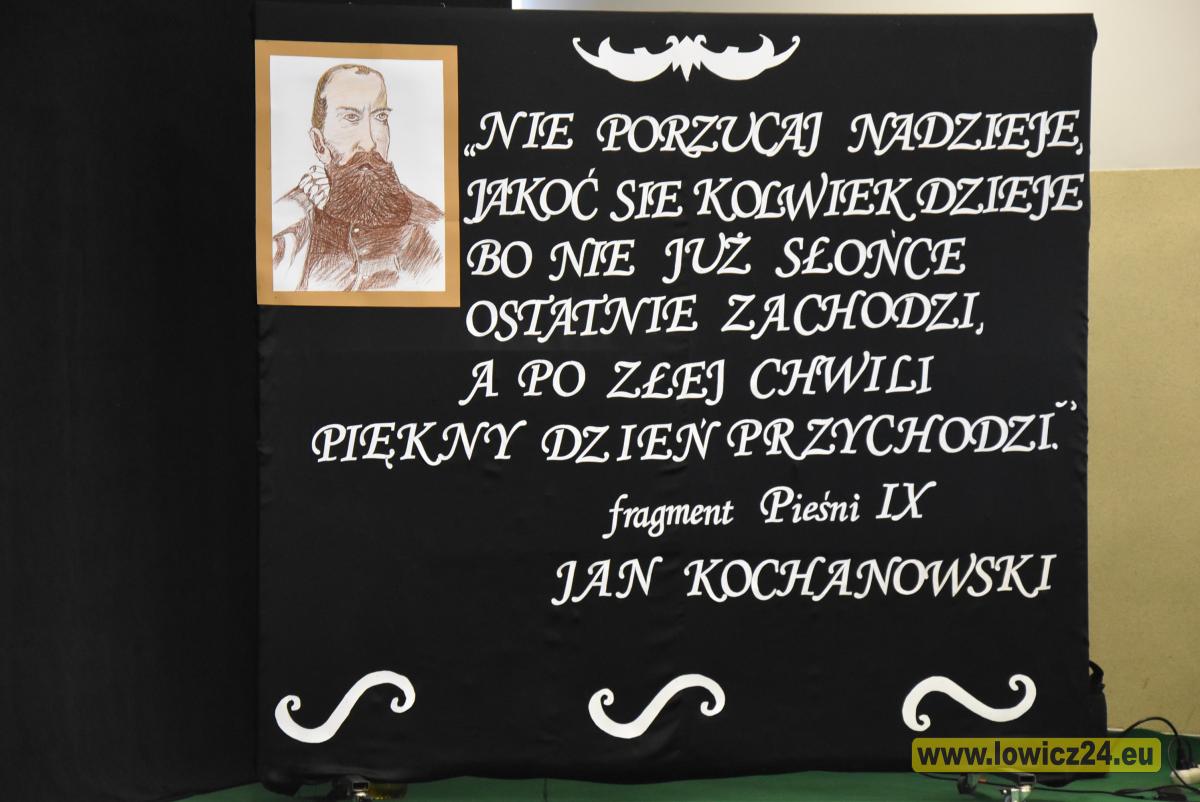 „NIE PORZUCAJ NADZIEJE,
JAKOĆ SIE KOLWIEK DZIEJE
BO NIE JUŻ SŁOŃCE
OSTATNIE ZACHODZI,
A PO ZŁEJ CHWILI
PIĘKNY DZIEŃ PRZYCHODZI.”
fragment Pieśni IX
JAN KOCHANOWSKI
www.lowicz24.eu